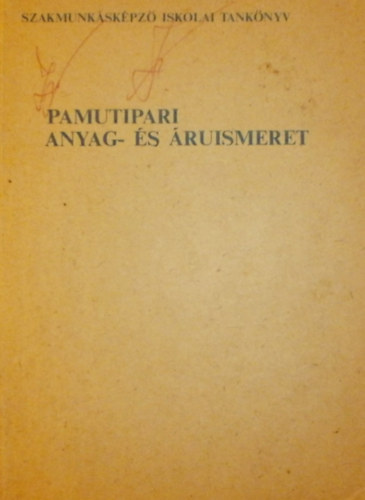 SZAKMUNKÁSKÉPZŐ ISKOLAI TANKÖNYV
PAMUTIPARI
ANYAG- ÉS ÁRUISMERET